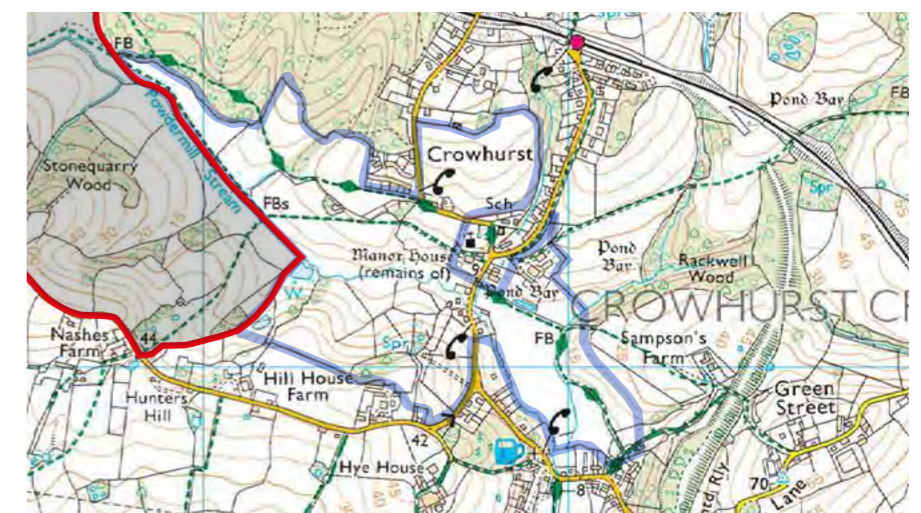 Spr
FB
Pond Bay
FB
Powdermill
Stream
Crowhurst
Stonequarry
Wood
Spr
FBs
Sch
Manor House
(remains of)
Pond
Bay
Rackwell
Wood
Pond Bay
W
CROWHURST CP
Nashes
Farm
44
Spr
FB
Sampson's
Farm
Hunters
Hill
Hill House
Farm
Green
Street
42
Hye House
8
70
Lane